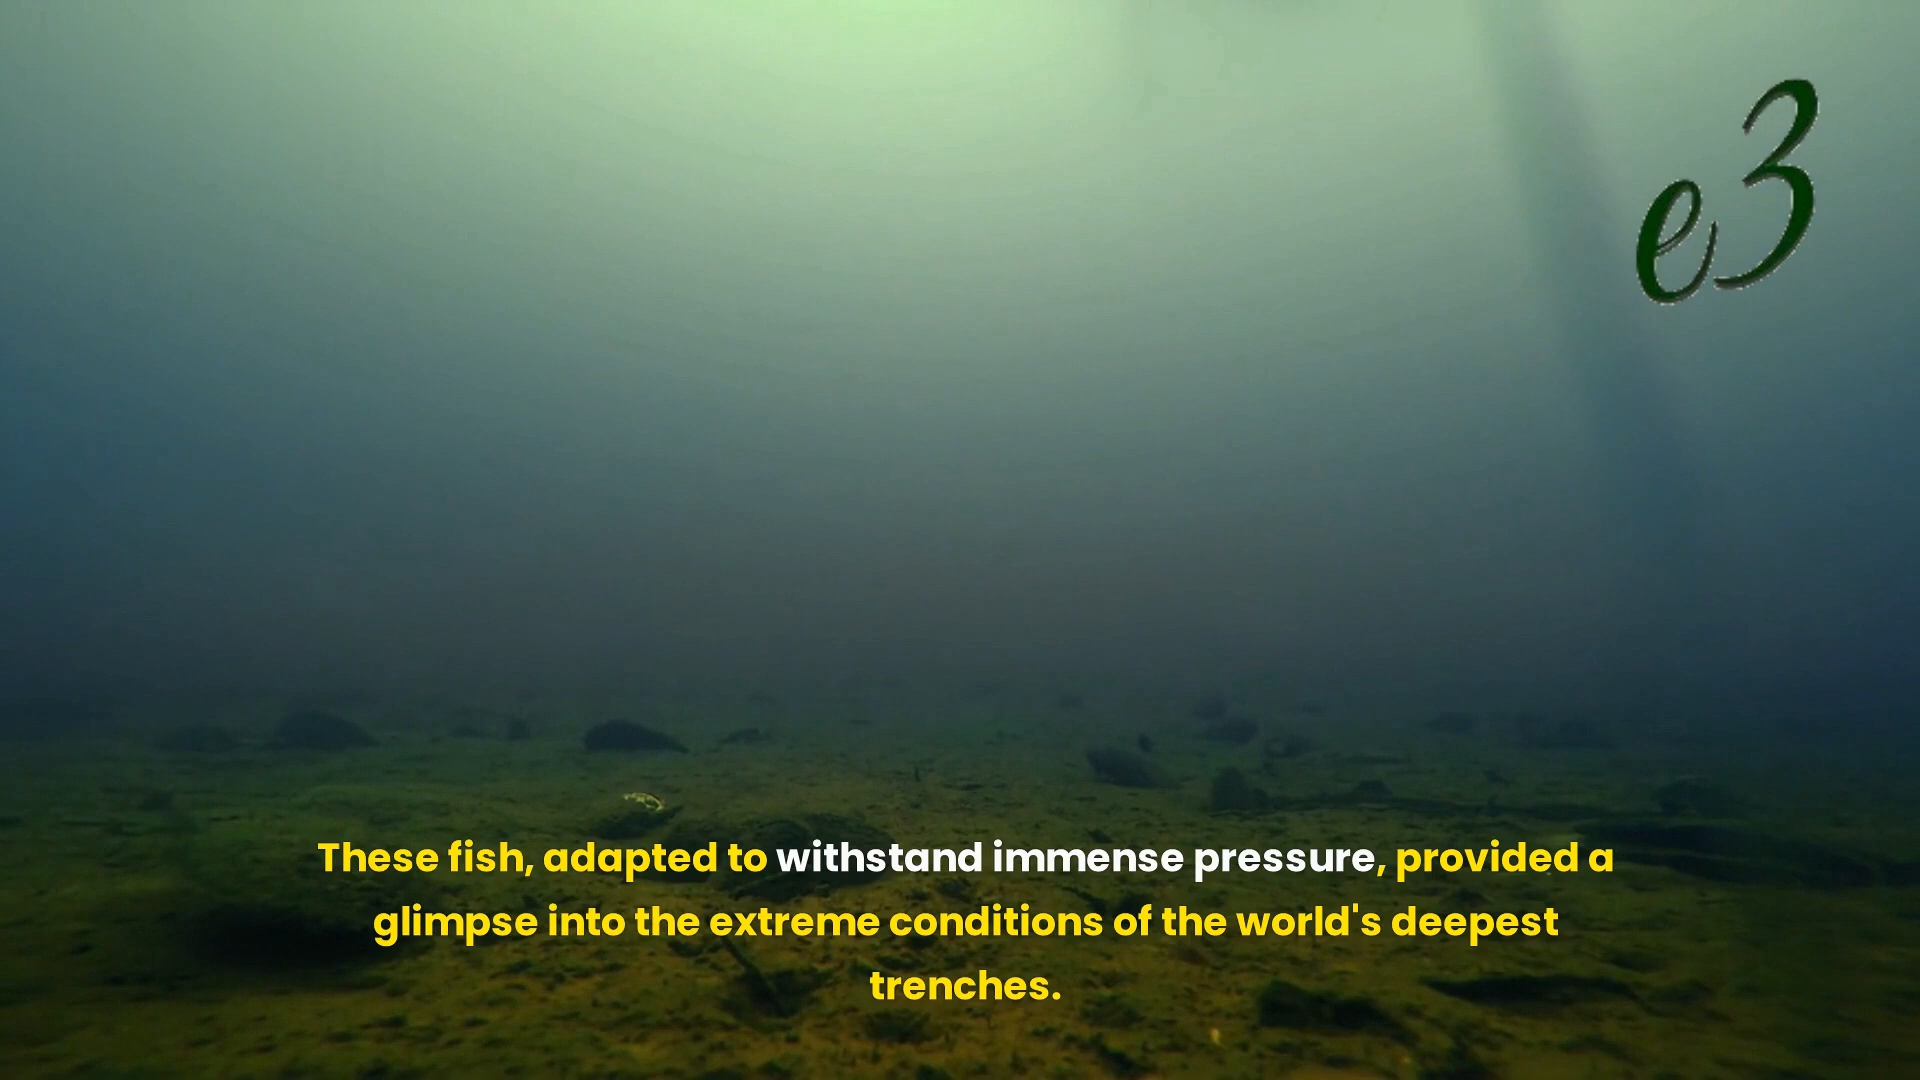 e3
These fish, adapted to withstand immense pressure, provided a
glimpse into the extreme conditions of the world's deepest
trenches.